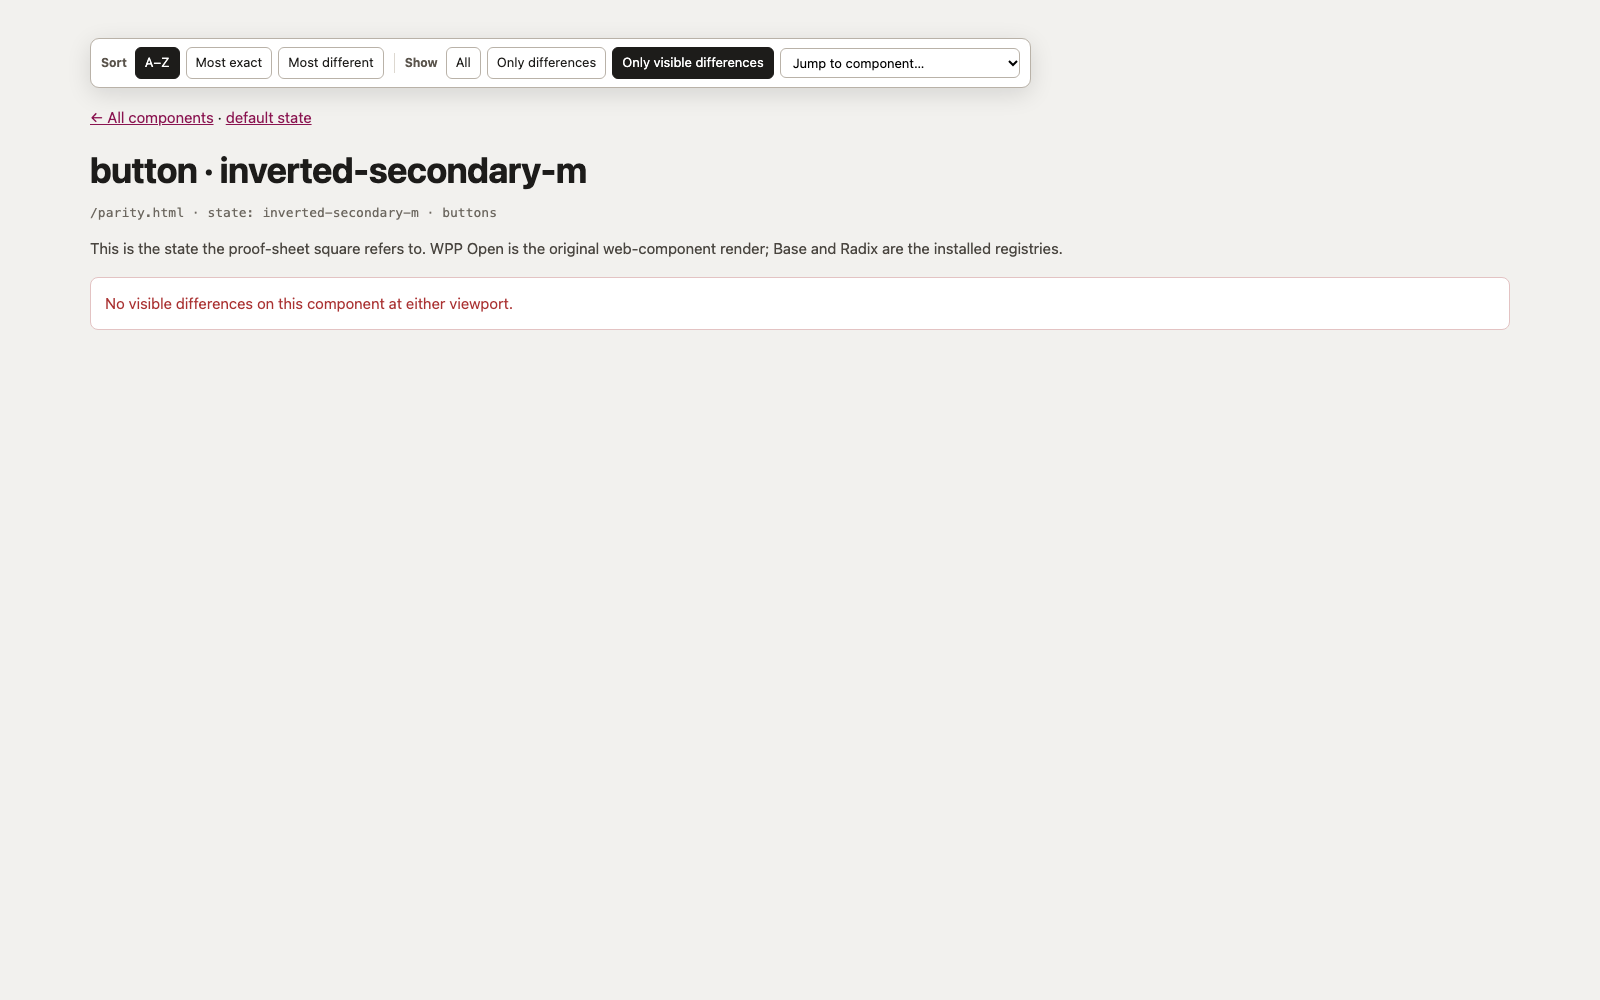 Sort A–Z Most exact Most different Show All Only differences Only visible differences Jump to component...
← All components · default state
button · inverted-secondary-m
/parity.html · state: inverted-secondary-m · buttons
This is the state the proof-sheet square refers to. WPP Open is the original web-component render; Base and Radix are the installed registries.
No visible differences on this component at either viewport.